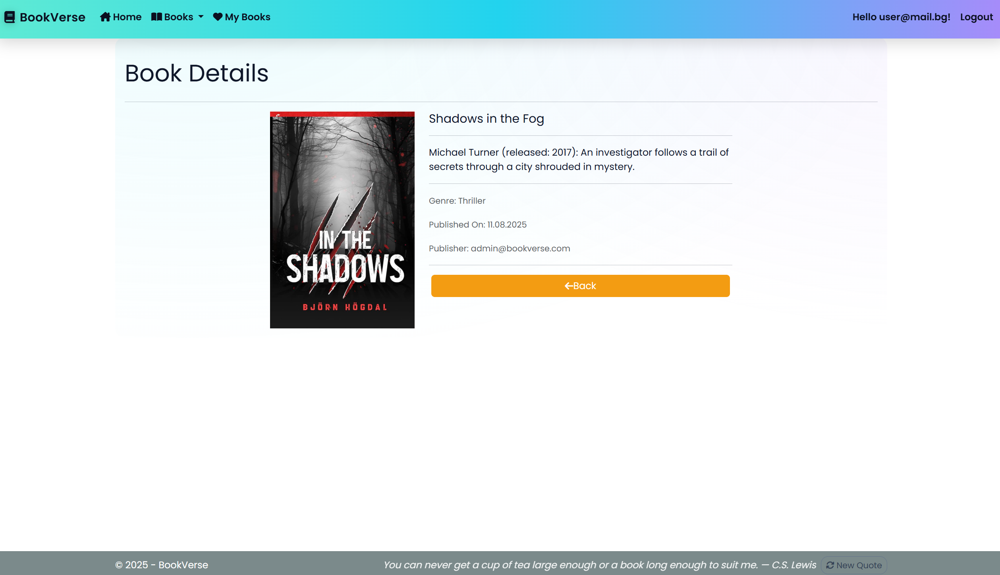 BookVerse Home Books My Books Hello user@mail.bg! Logout
Book Details
Shadows in the Fog
Michael Turner (released: 2017): An investigator follows a trail of
secrets through a city shrouded in mystery.
Genre: Thriller
Published On: 11.08.2025
Publisher: admin@bookverse.com
Back
IN THE
SHADOWS
BJÖRN HÖGDAL
© 2025 - BookVerse
You can never get a cup of tea large enough or a book long enough to suit me. — C.S. Lewis New Quote